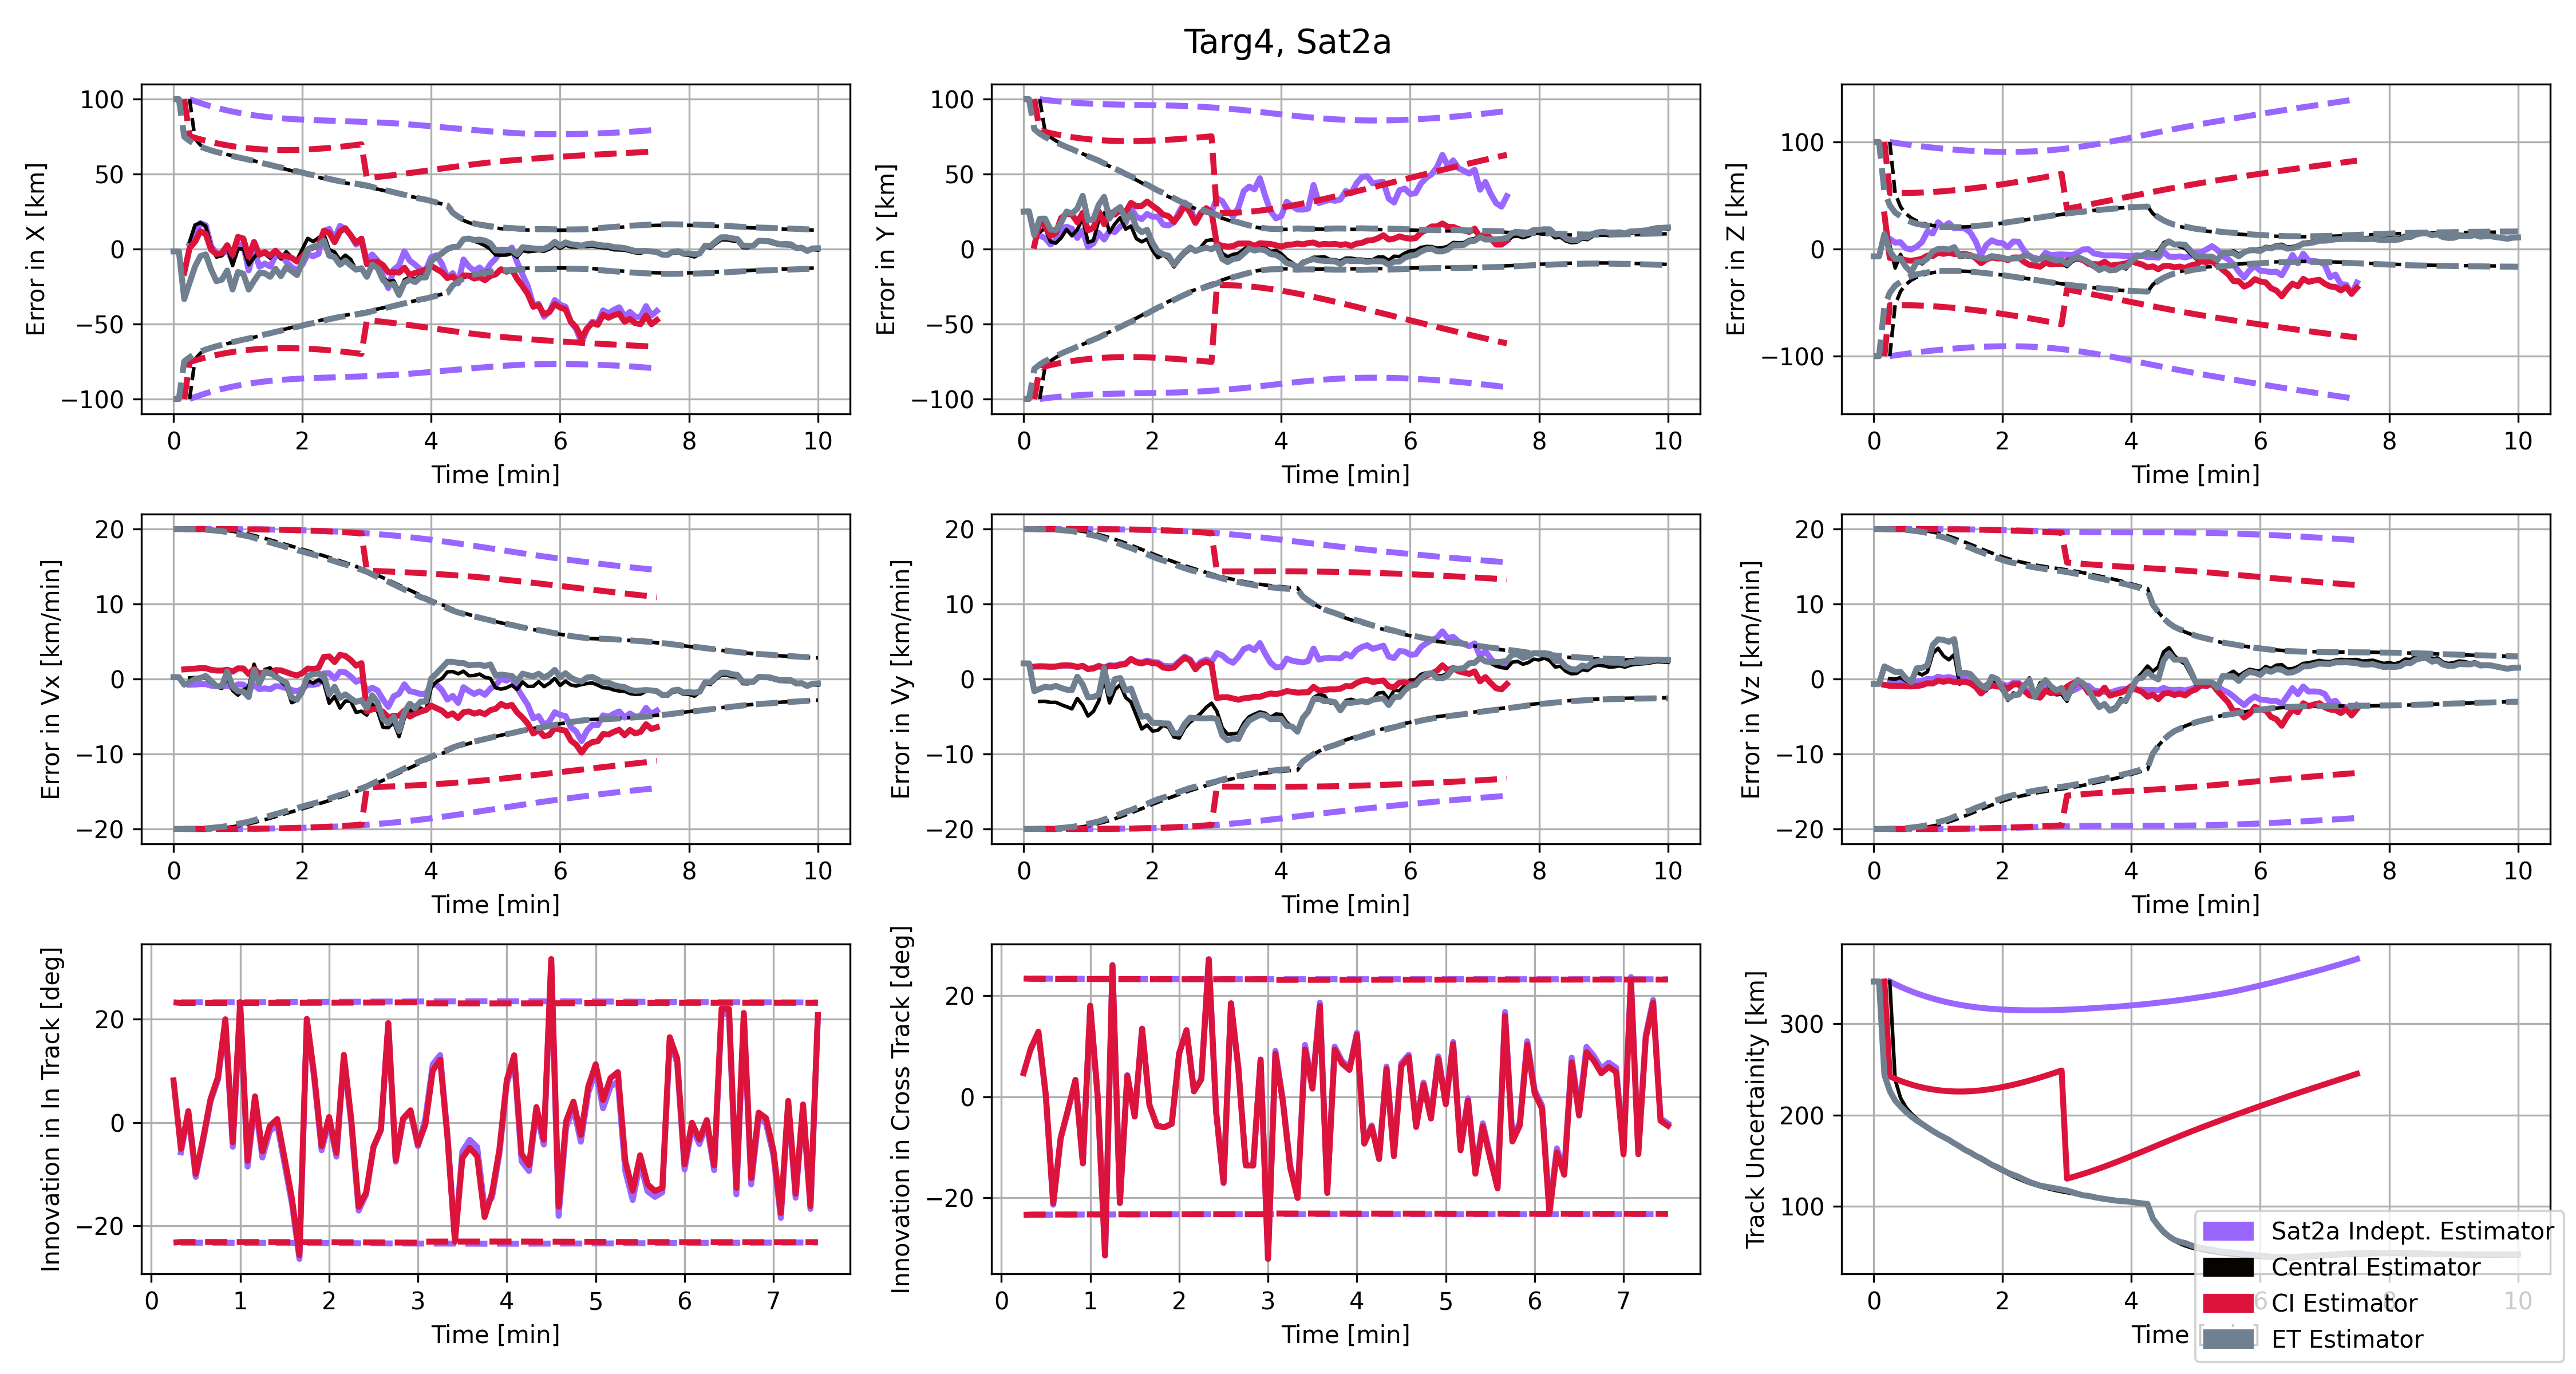 Targ4, Sat2a
Error in X [km]
100
50
0
−50
−100
0 2 4 6 8 10
Time [min]
Error in Y [km]
100
50
0
−50
−100
0 2 4 6 8 10
Time [min]
Error in Z [km]
100
0
−100
0 2 4 6 8 10
Time [min]
Error in Vx [km/min]
20
10
0
−10
−20
0 2 4 6 8 10
Time [min]
Error in Vy [km/min]
20
10
0
−10
−20
0 2 4 6 8 10
Time [min]
Error in Vz [km/min]
20
10
0
−10
−20
0 2 4 6 8 10
Time [min]
Innovation in In Track [deg]
20
0
−20
0 1 2 3 4 5 6 7
Time [min]
Innovation in Cross Track [deg]
20
0
−20
0 1 2 3 4 5 6 7
Time [min]
Track Uncertainity [km]
300
200
100
0 2 4 6 8 10
Time [min]
Sat2a Indept. Estimator
Central Estimator
CI Estimator
ET Estimator